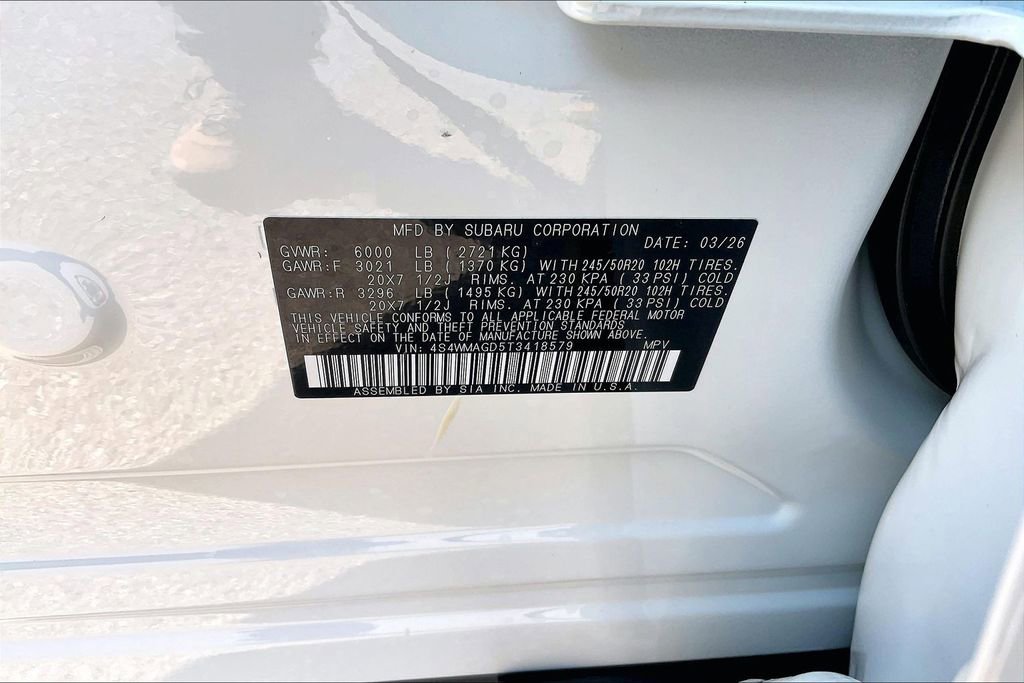 MFD BY SUBARU CORPORATION
DATE: 03/26
GVWR: 6000 LB ( 2721 KG)
GAWR:F 3021 LB ( 1370 KG) WITH 245/50R20 102H TIRES.
20X7 1/2J RIMS. AT 230 KPA ( 33 PSI) COLD
GAWR:R 3296 LB ( 1495 KG) WITH 245/50R20 102H TIRES.
20X7 1/2J RIMS. AT 230 KPA ( 33 PSI) COLD
THIS VEHICLE CONFORMS TO ALL APPLICABLE FEDERAL MOTOR
VEHICLE SAFETY AND THEFT PREVENTION STANDARDS
IN EFFECT ON THE DATE OF MANUFACTURE SHOWN ABOVE.
VIN: 4S4WMAGD5T3418579 MPV
ASSEMBLED BY SIA INC. MADE IN U.S.A.